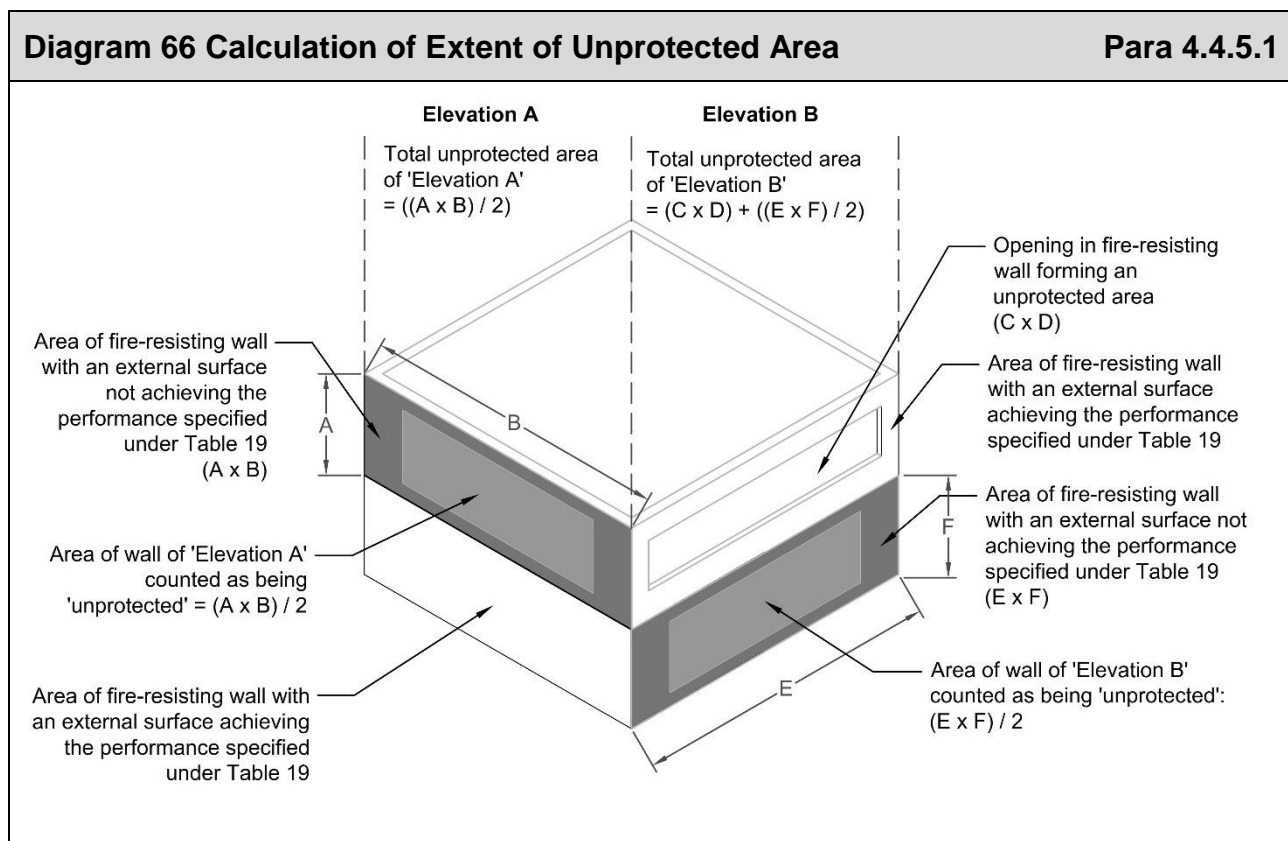 Diagram 66 Calculation of Extent of Unprotected Area Para 4.4.5.1
Elevation A
Total unprotected area
of 'Elevation A'
= ((A x B) / 2)
Elevation B
Total unprotected area
of 'Elevation B'
= (C x D) + ((E x F) / 2)
Area of fire-resisting wall
with an external surface
not achieving the
performance specified
under Table 19
(A x B)
A
B
Area of wall of 'Elevation A'
counted as being
'unprotected' = (A x B) / 2
Area of fire-resisting wall with
an external surface achieving
the performance specified
under Table 19
Opening in fire-resisting
wall forming an
unprotected area
(C x D)
Area of fire-resisting wall
with an external surface
achieving the performance
specified under Table 19
Area of fire-resisting wall
with an external surface not
achieving the performance
specified under Table 19
(E x F)
F
E
Area of wall of 'Elevation B'
counted as being 'unprotected':
(E x F) / 2